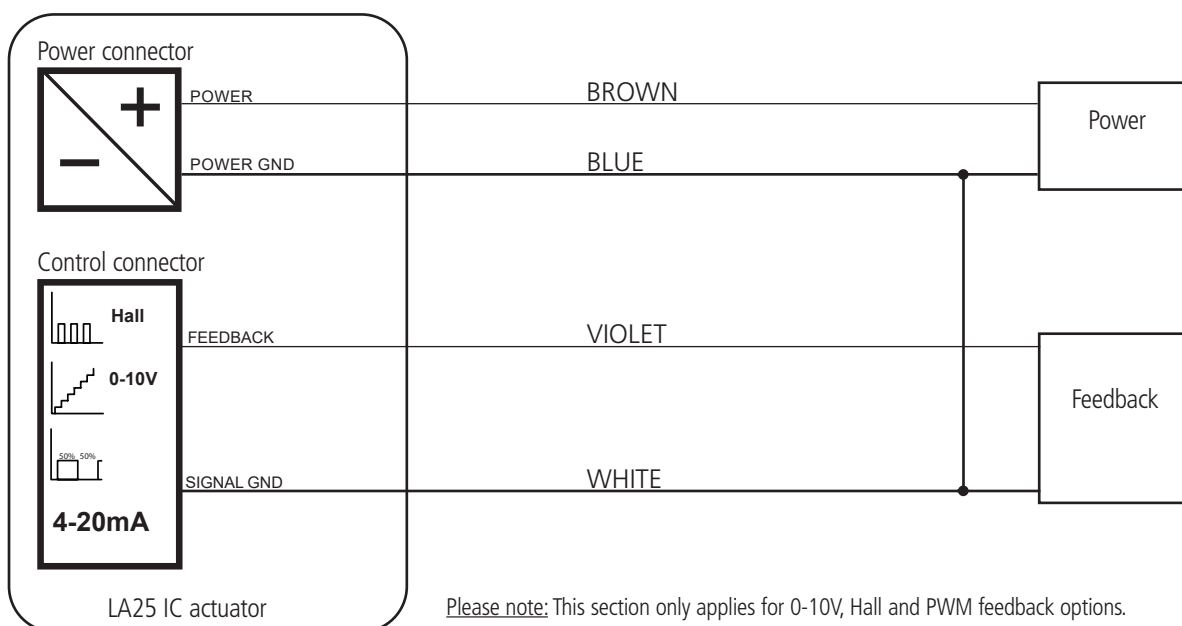 Power connector
+
POWER
BROWN
Power
−
POWER GND
BLUE
Control connector
Hall
FEEDBACK
VIOLET
0-10V
Feedback
50% 50%
SIGNAL GND
WHITE
4-20mA
LA25 IC actuator
Please note: This section only applies for 0-10V, Hall and PWM feedback options.